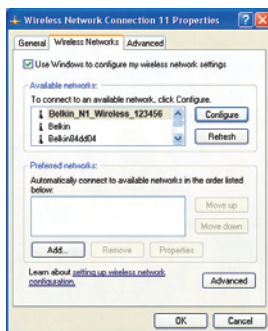 Wireless Network Connection 11 Properties
General Wireless Networks Advanced
Use Windows to configure my wireless network settings
Available networks:
To connect to an available network, click Configure.
Belkin_N1_Wireless_123456
Configure
Belkin
Belkin84dd04
Refresh
Preferred networks:
Automatically connect to available networks in the order listed
below:
Move up
Move down
Add... Remove Properties
Learn about setting up wireless network
configuration.
Advanced
OK Cancel